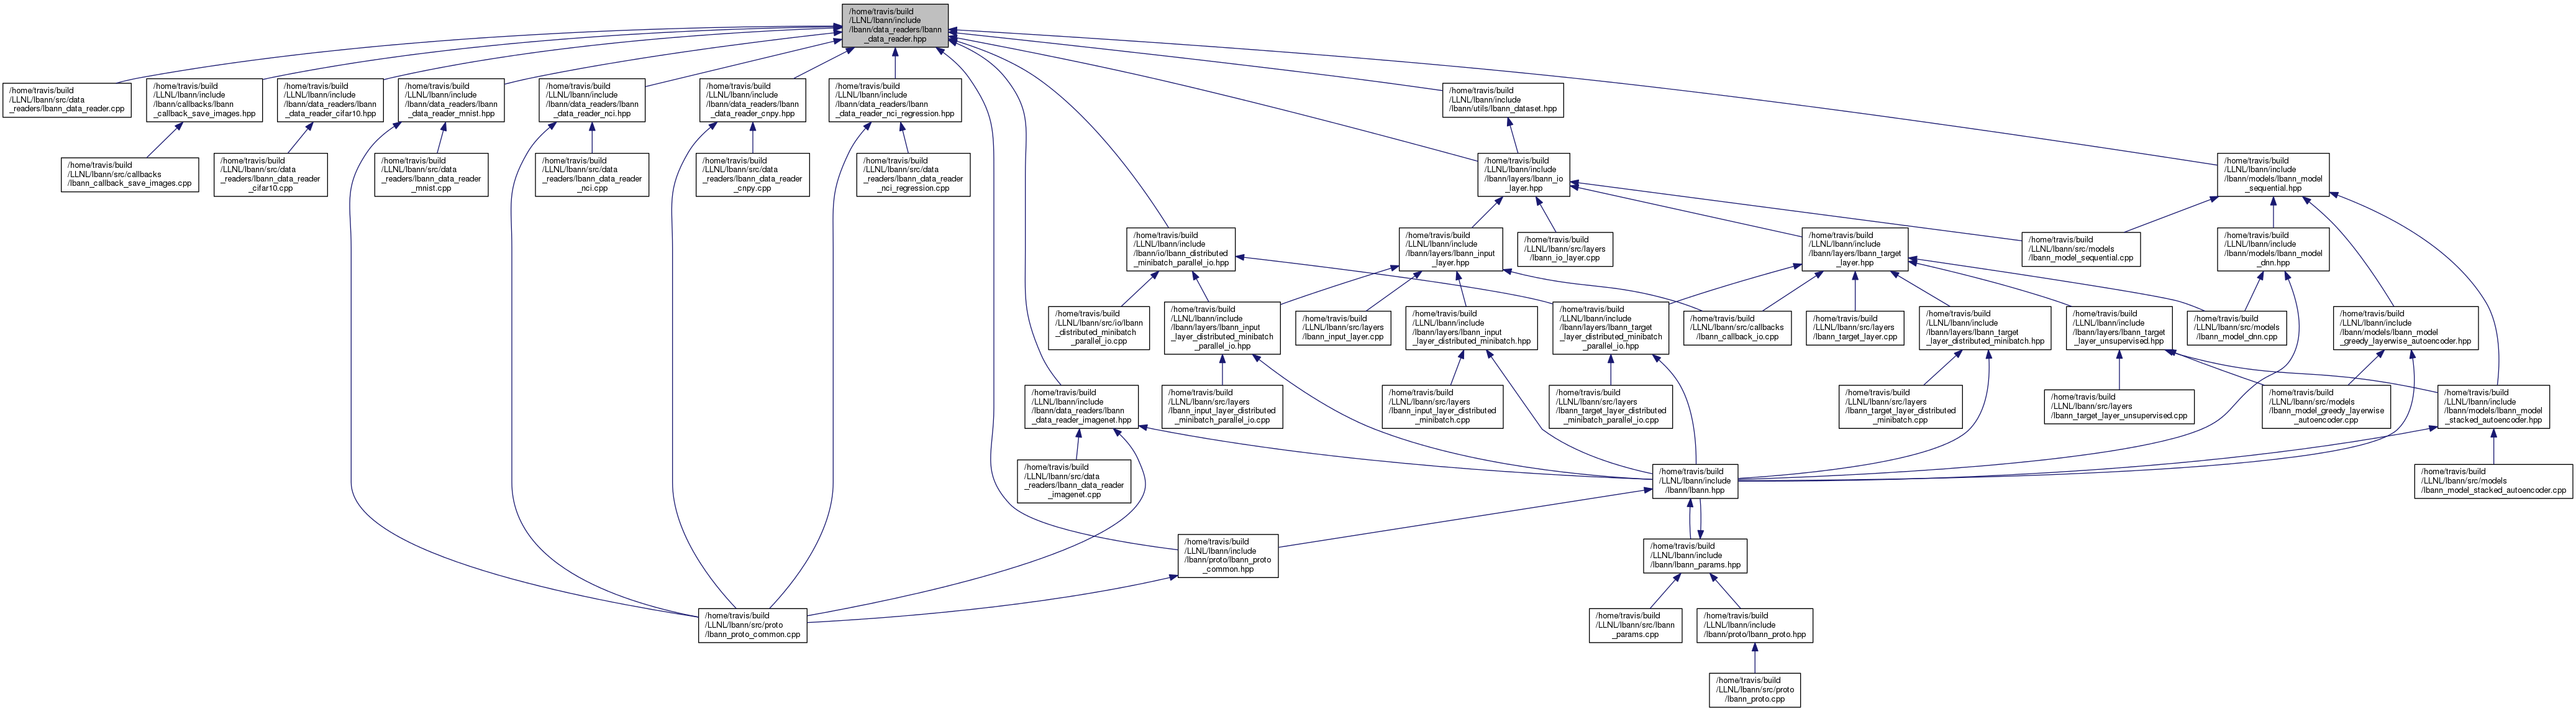 /home/travis/build
/LLNL/lbann/include
/lbann/data_readers/lbann
_data_reader.hpp
/home/travis/build
/LLNL/lbann/src/data
_readers/lbann_data_reader.cpp
/home/travis/build
/LLNL/lbann/include
/lbann/callbacks/lbann
_callback_save_images.hpp
/home/travis/build
/LLNL/lbann/include
/lbann/data_readers/lbann
_data_reader_cifar10.hpp
/home/travis/build
/LLNL/lbann/include
/lbann/data_readers/lbann
_data_reader_mnist.hpp
/home/travis/build
/LLNL/lbann/include
/lbann/data_readers/lbann
_data_reader_nci.hpp
/home/travis/build
/LLNL/lbann/include
/lbann/data_readers/lbann
_data_reader_cnpy.hpp
/home/travis/build
/LLNL/lbann/include
/lbann/data_readers/lbann
_data_reader_nci_regression.hpp
/home/travis/build
/LLNL/lbann/include
/lbann/utils/lbann_dataset.hpp
/home/travis/build
/LLNL/lbann/src/callbacks
/lbann_callback_save_images.cpp
/home/travis/build
/LLNL/lbann/src/data
_readers/lbann_data_reader
_cifar10.cpp
/home/travis/build
/LLNL/lbann/src/data
_readers/lbann_data_reader
_mnist.cpp
/home/travis/build
/LLNL/lbann/src/data
_readers/lbann_data_reader
_nci.cpp
/home/travis/build
/LLNL/lbann/src/data
_readers/lbann_data_reader
_cnpy.cpp
/home/travis/build
/LLNL/lbann/src/data
_readers/lbann_data_reader
_nci_regression.cpp
/home/travis/build
/LLNL/lbann/include
/lbann/layers/lbann_io
_layer.hpp
/home/travis/build
/LLNL/lbann/include
/lbann/models/lbann_model
_sequential.hpp
/home/travis/build
/LLNL/lbann/include
/lbann/io/lbann_distributed
_minibatch_parallel_io.hpp
/home/travis/build
/LLNL/lbann/include
/lbann/layers/lbann_input
_layer.hpp
/home/travis/build
/LLNL/lbann/src/layers
/lbann_io_layer.cpp
/home/travis/build
/LLNL/lbann/include
/lbann/layers/lbann_target
_layer.hpp
/home/travis/build
/LLNL/lbann/src/models
/lbann_model_sequential.cpp
/home/travis/build
/LLNL/lbann/include
/lbann/models/lbann_model
_dnn.hpp
/home/travis/build
/LLNL/lbann/src/io/lbann
_distributed_minibatch
_parallel_io.cpp
/home/travis/build
/LLNL/lbann/include
/lbann/layers/lbann_input
_layer_distributed_minibatch
_parallel_io.hpp
/home/travis/build
/LLNL/lbann/src/layers
/lbann_input_layer.cpp
/home/travis/build
/LLNL/lbann/include
/lbann/layers/lbann_input
_layer_distributed_minibatch.hpp
/home/travis/build
/LLNL/lbann/include
/lbann/layers/lbann_target
_layer_distributed_minibatch
_parallel_io.hpp
/home/travis/build
/LLNL/lbann/src/callbacks
/lbann_callback_io.cpp
/home/travis/build
/LLNL/lbann/src/layers
/lbann_target_layer.cpp
/home/travis/build
/LLNL/lbann/include
/lbann/layers/lbann_target
_layer_distributed_minibatch.hpp
/home/travis/build
/LLNL/lbann/include
/lbann/layers/lbann_target
_layer_unsupervised.hpp
/home/travis/build
/LLNL/lbann/src/models
/lbann_model_dnn.cpp
/home/travis/build
/LLNL/lbann/include
/lbann/models/lbann_model
_greedy_layerwise_autoencoder.hpp
/home/travis/build
/LLNL/lbann/include
/lbann/data_readers/lbann
_data_reader_imagenet.hpp
/home/travis/build
/LLNL/lbann/src/layers
/lbann_input_layer_distributed
_minibatch_parallel_io.cpp
/home/travis/build
/LLNL/lbann/src/layers
/lbann_input_layer_distributed
_minibatch.cpp
/home/travis/build
/LLNL/lbann/src/layers
/lbann_target_layer_distributed
_minibatch_parallel_io.cpp
/home/travis/build
/LLNL/lbann/src/layers
/lbann_target_layer_distributed
_minibatch.cpp
/home/travis/build
/LLNL/lbann/src/layers
/lbann_target_layer_unsupervised.cpp
/home/travis/build
/LLNL/lbann/src/models
/lbann_model_greedy_layerwise
_autoencoder.cpp
/home/travis/build
/LLNL/lbann/include
/lbann/models/lbann_model
_stacked_autoencoder.hpp
/home/travis/build
/LLNL/lbann/src/data
_readers/lbann_data_reader
_imagenet.cpp
/home/travis/build
/LLNL/lbann/include
/lbann/lbann.hpp
/home/travis/build
/LLNL/lbann/src/models
/lbann_model_stacked_autoencoder.cpp
/home/travis/build
/LLNL/lbann/include
/lbann/proto/lbann_proto
_common.hpp
/home/travis/build
/LLNL/lbann/include
/lbann/lbann_params.hpp
/home/travis/build
/LLNL/lbann/src/proto
/lbann_proto_common.cpp
/home/travis/build
/LLNL/lbann/src/lbann
_params.cpp
/home/travis/build
/LLNL/lbann/include
/lbann/proto/lbann_proto.hpp
/home/travis/build
/LLNL/lbann/src/proto
/lbann_proto.cpp